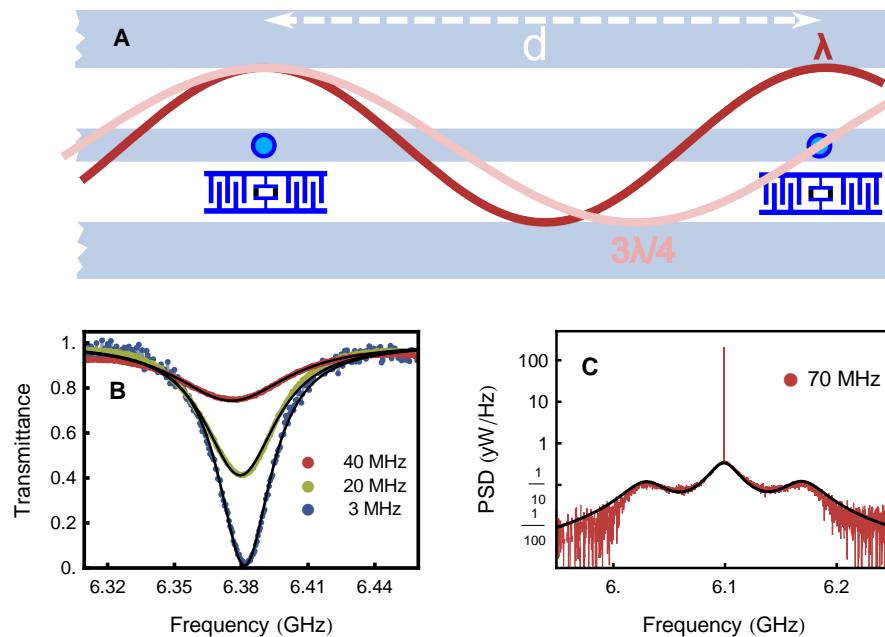 A
d
λ
3λ/4
B
Transmittance
1.
0.8
0.6
0.4
0.2
0.
40 MHz
20 MHz
3 MHz
6.32
6.35
6.38
6.41
6.44
Frequency (GHz)
C
PSD (yW/Hz)
100
10
1
1/10
1/100
70 MHz
6.
6.1
6.2
Frequency (GHz)